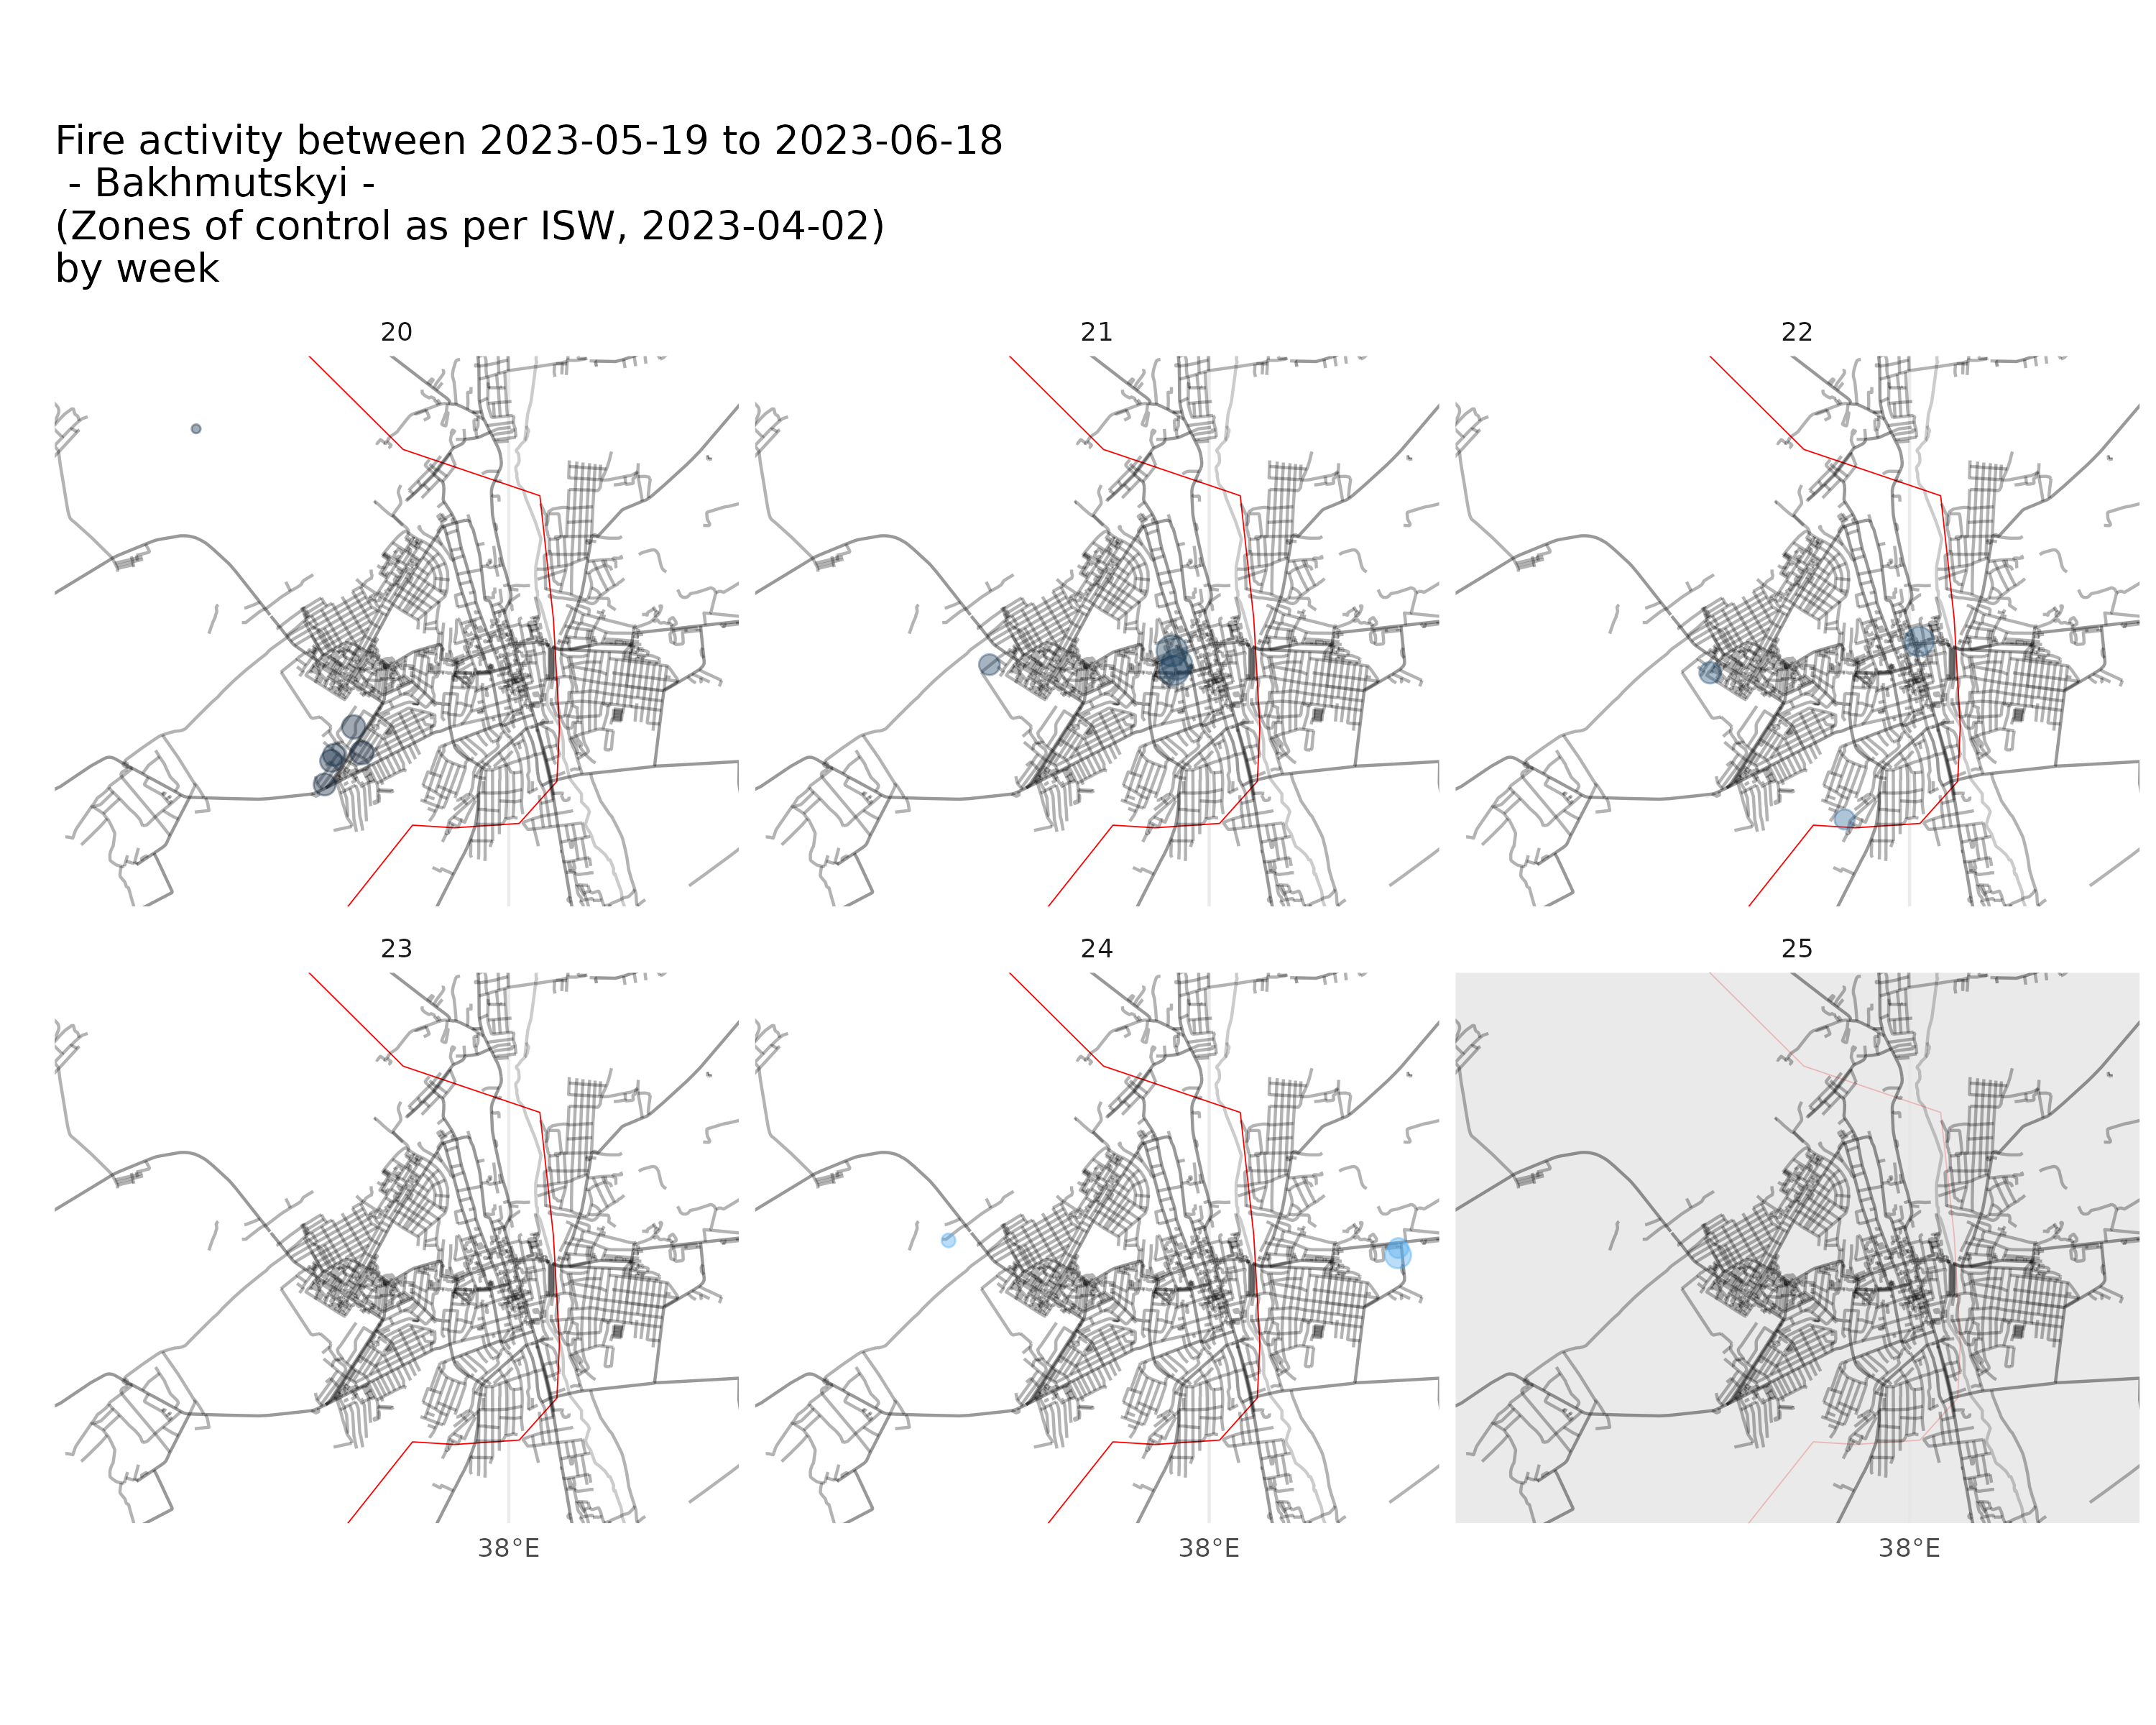 Fire activity between 2023-05-19 to 2023-06-18
- Bakhmutskyi -
(Zones of control as per ISW, 2023-04-02)
by week
20
21
22
23
24
25
38°E
38°E
38°E